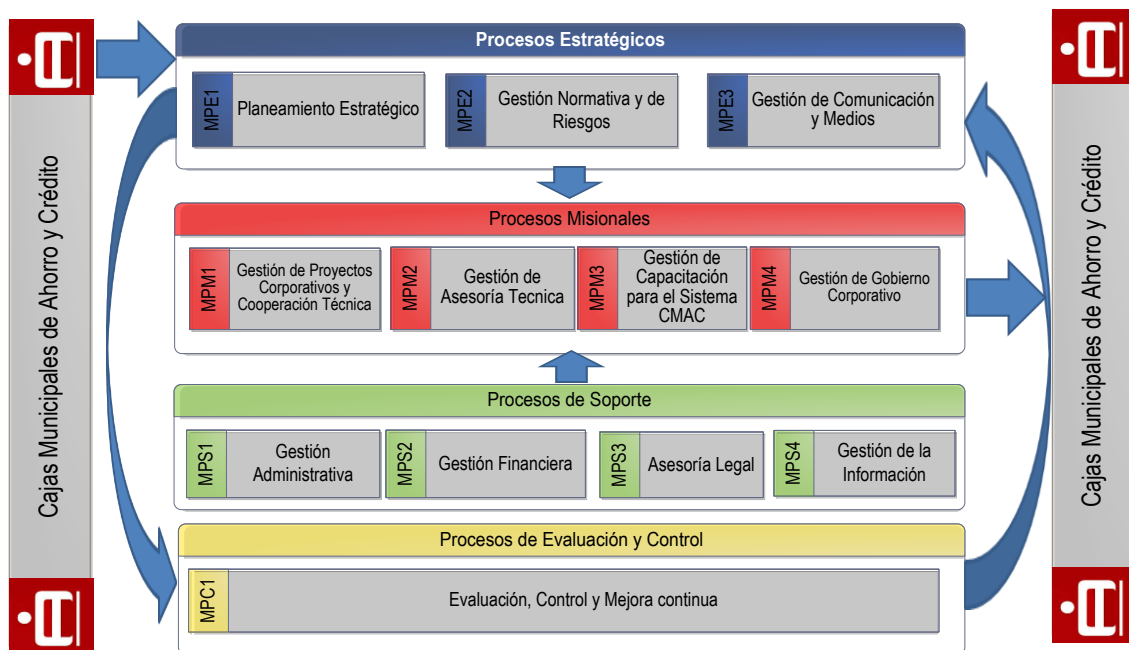 Cajas Municipales de Ahorro y Crédito
Procesos Estratégicos
MPE1
Planeamiento Estratégico
MPE2
Gestión Normativa y de
Riesgos
MPE3
Gestión de Comunicación
y Medios
Procesos Misionales
MPM1
Gestión de Proyectos
Corporativos y
Cooperación Técnica
MPM2
Gestión de
Asesoría Tecnica
MPM3
Gestión de
Capacitación
para el Sistema
CMAC
MPM4
Gestión de Gobierno
Corporativo
Procesos de Soporte
MPS1
Gestión
Administrativa
MPS2
Gestión Financiera
MPS3
Asesoría Legal
MPS4
Gestión de la
Información
Procesos de Evaluación y Control
MPC1
Evaluación, Control y Mejora continua
Cajas Municipales de Ahorro y Crédito